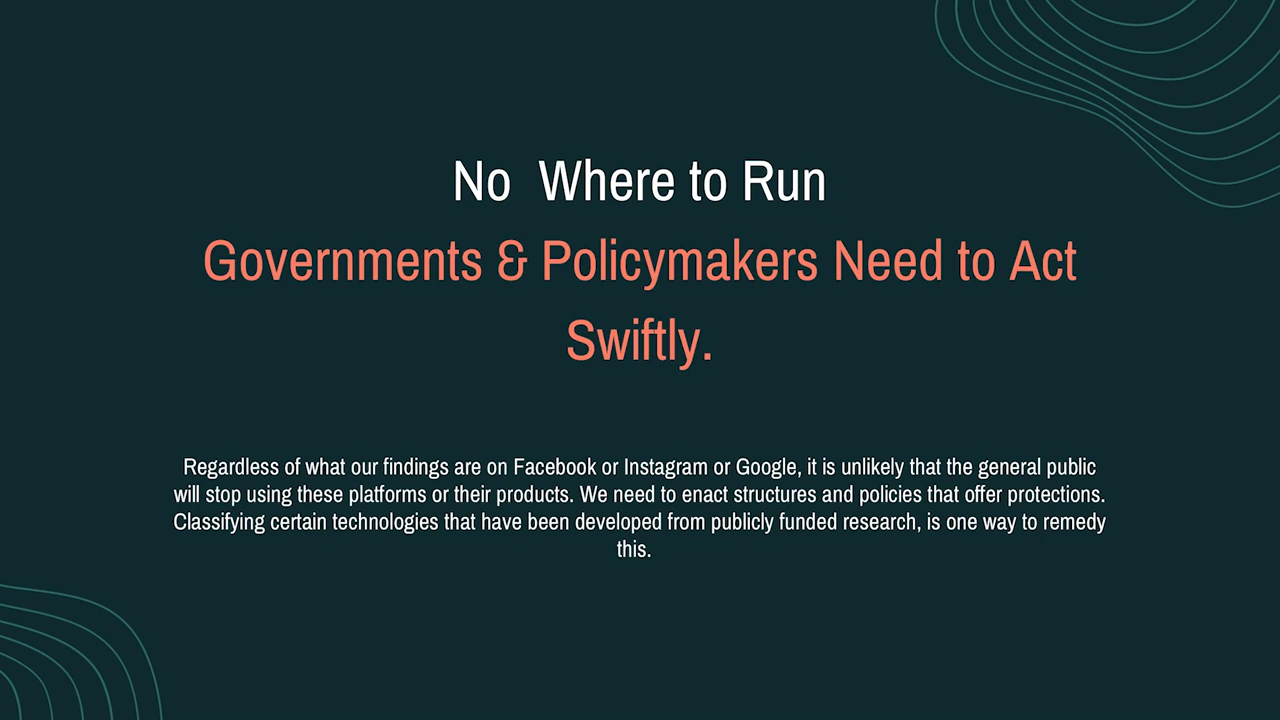 No  Where to Run
Governments & Policymakers Need to Act
Swiftly.
Regardless of what our findings are on Facebook or Instagram or Google, it is unlikely that the general public
will stop using these platforms or their products. We need to enact structures and policies that offer protections.
Classifying certain technologies that have been developed from publicly funded research, is one way to remedy
this.